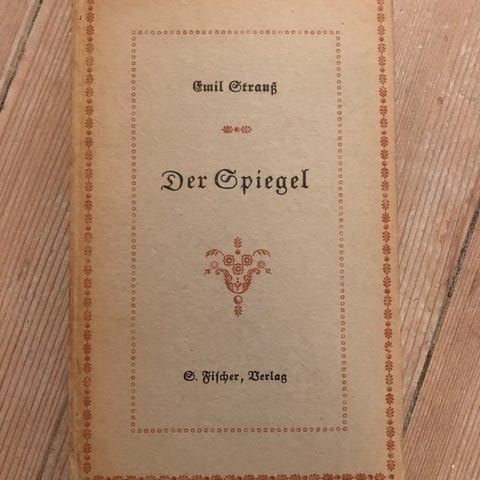 Emil Strauß
Der Spiegel
S. Fischer, Verlag